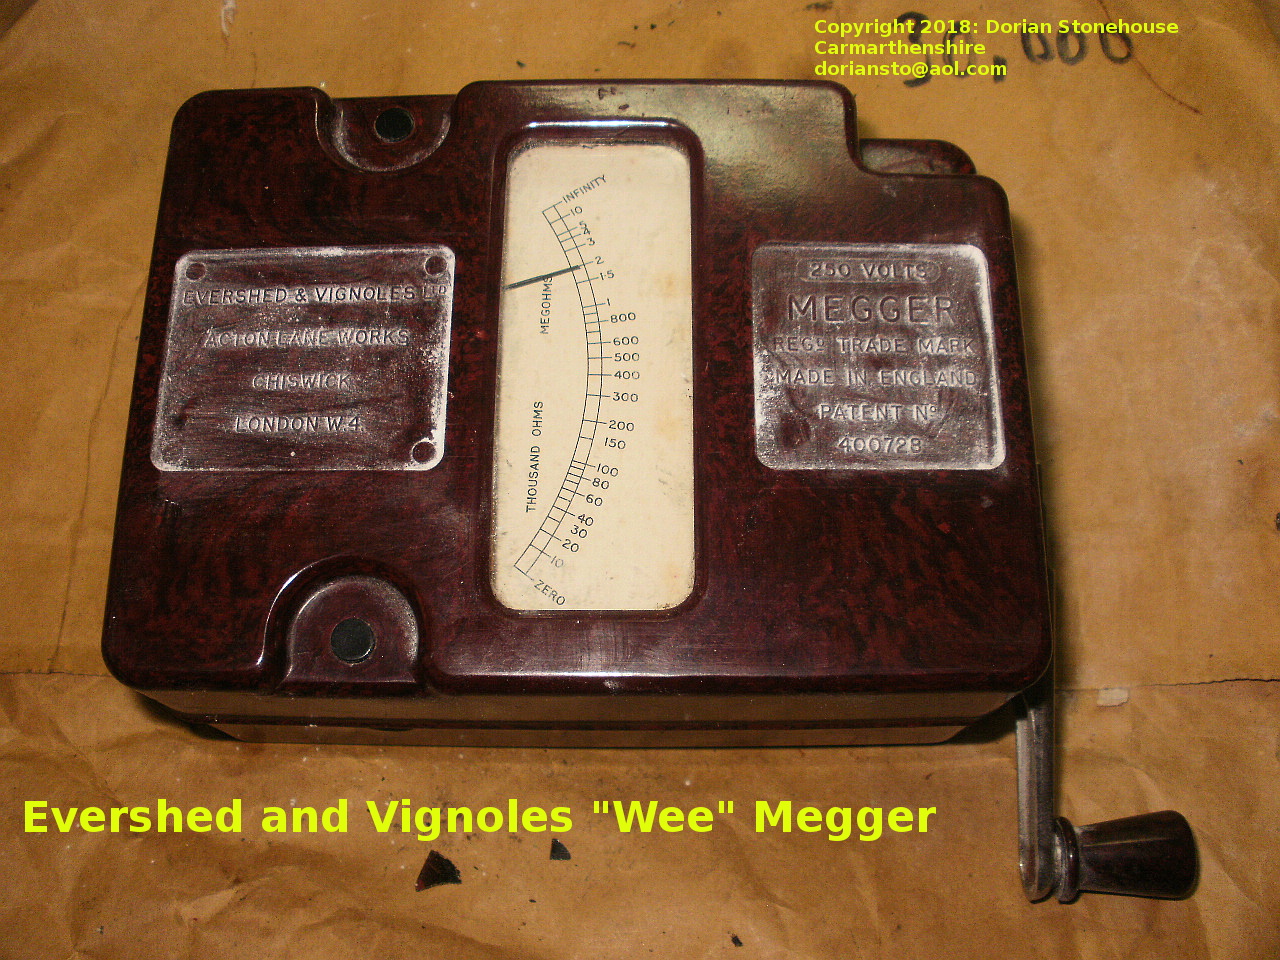 Copyright 2018: Dorian Stonehouse
Carmarthenshire
doriansto@aol.com
30,000
EVERSHED & VIGNOLES LTD
ACTON LANE WORKS
CHISWICK
LONDON W.4
INFINITY
10
5
4
3
2
1·5
1
800
600
500
400
300
200
150
100
80
60
40
30
20
10
ZERO
MEGOHMS
THOUSAND OHMS
250 VOLTS
MEGGER
REGD TRADE MARK
MADE IN ENGLAND
PATENT NO
400728
Evershed and Vignoles "Wee" Megger